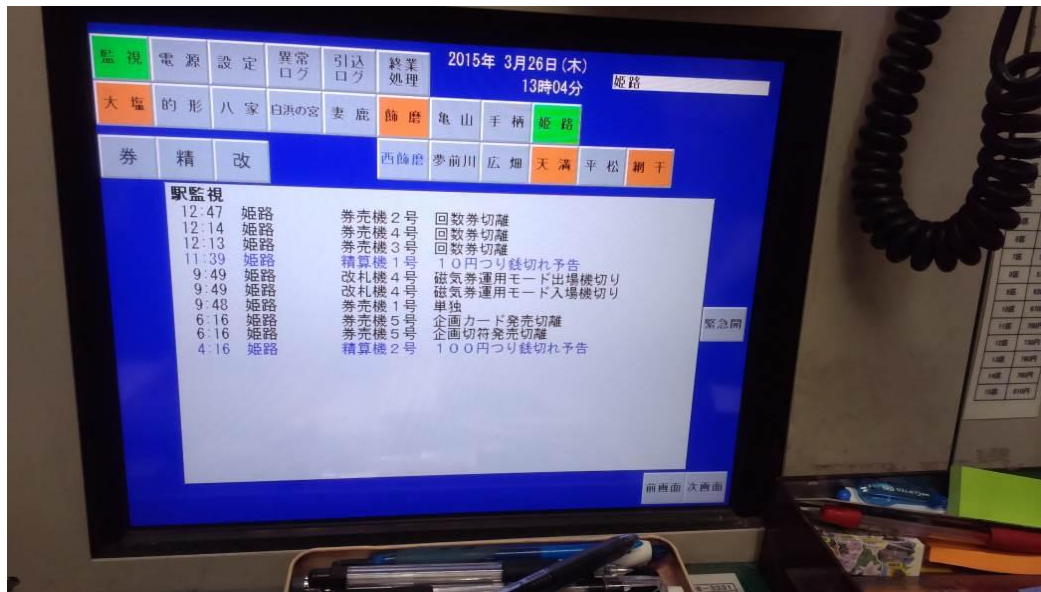 監視 電源 設定 異常ログ 引込ログ 終業処理 2015年 3月26日(木)
13時04分 姫路
大塩 的形 八家 白浜の宮 妻鹿 飾磨 亀山 手柄 姫路
券 精 改 西飾磨 夢前川 広畑 天満 平松 網干
駅監視
12:47 姫路 券売機2号 回数券切離
12:14 姫路 券売機4号 回数券切離
12:13 姫路 券売機3号 回数券切離
11:39 姫路 精算機1号 10円つり銭切れ予告
9:49 姫路 改札機4号 磁気券運用モード出場機切り
9:49 姫路 改札機4号 磁気券運用モード入場機切り
9:48 姫路 券売機1号 単独
6:16 姫路 券売機5号 企画カード発売切離
6:16 姫路 券売機5号 企画切符発売切離
4:16 姫路 精算機2号 100円つり銭切れ予告
緊急開
前画面 次画面